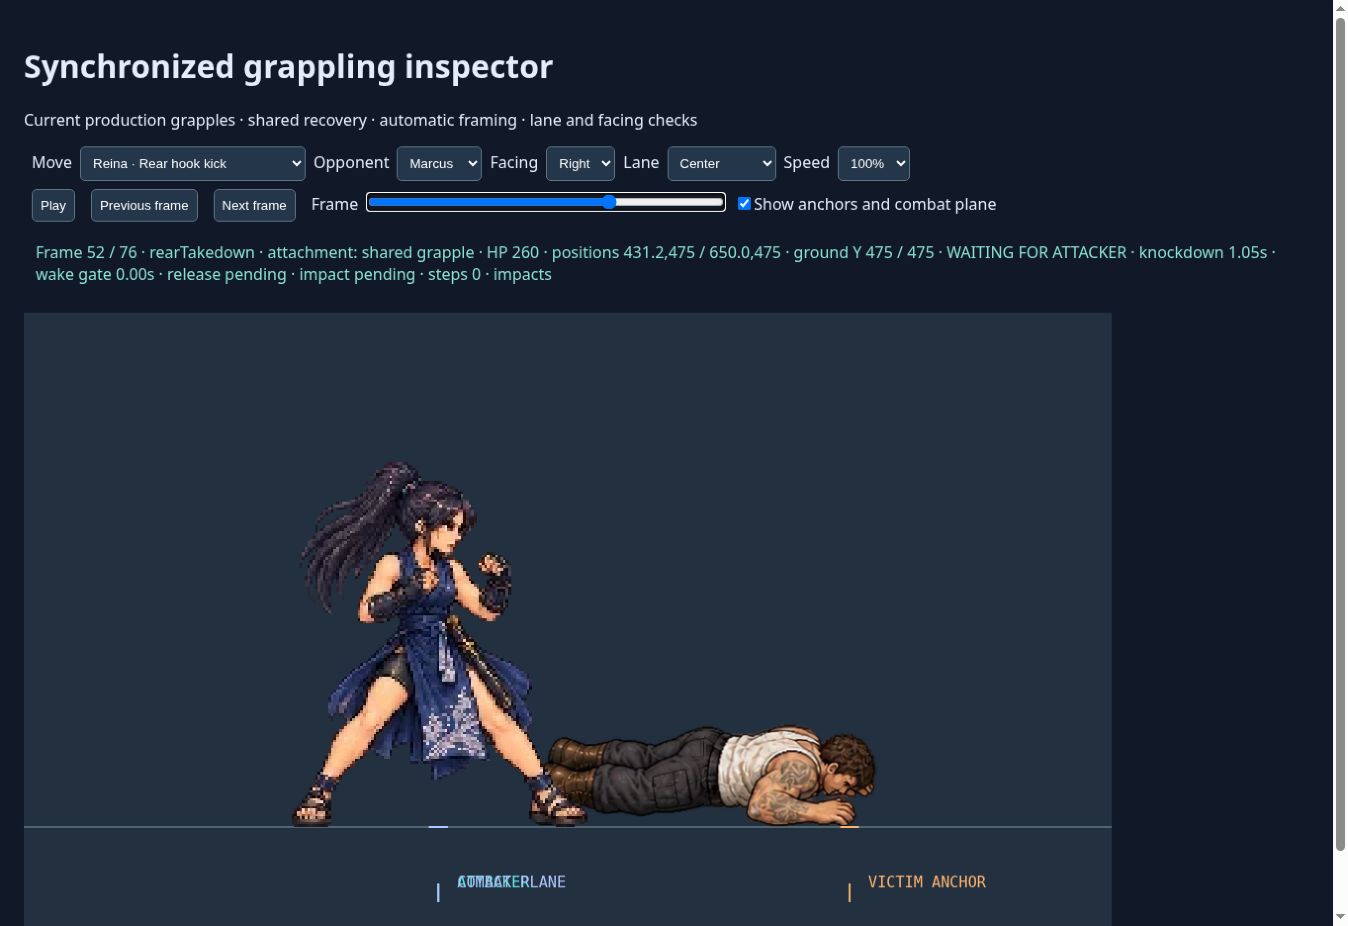 Synchronized grappling inspector
Current production grapples · shared recovery · automatic framing · lane and facing checks
Move Reina · Rear hook kick Opponent Marcus Facing Right Lane Center Speed 100%
Play Previous frame Next frame Frame Show anchors and combat plane
Frame 52 / 76 · rearTakedown · attachment: shared grapple · HP 260 · positions 431.2,475 / 650.0,475 · ground Y 475 / 475 · WAITING FOR ATTACKER · knockdown 1.05s ·
wake gate 0.00s · release pending · impact pending · steps 0 · impacts
PLANE VICTIM ANCHOR